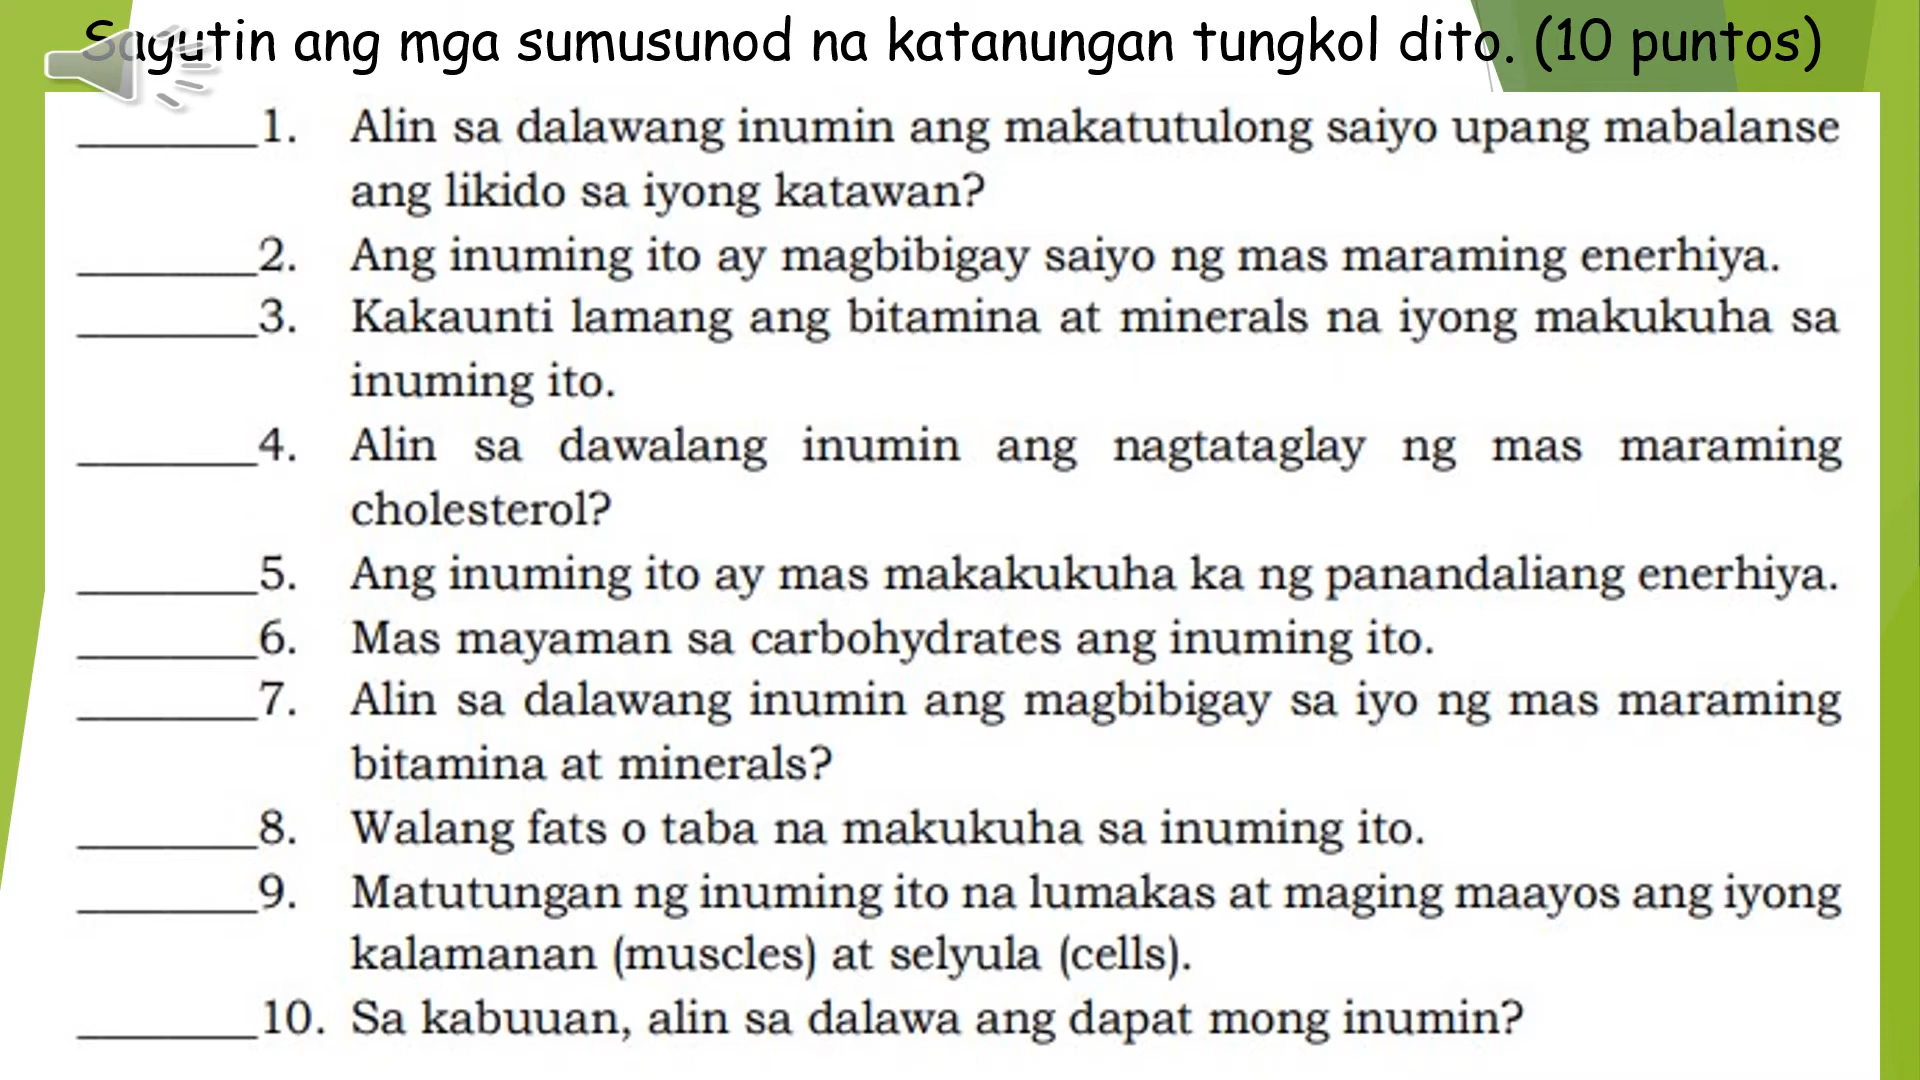 Sagutin ang mga sumusunod na katanungan tungkol dito. (10 puntos)
________1. Alin sa dalawang inumin ang makatutulong saiyo upang mabalanse
ang likido sa iyong katawan?
________2. Ang inuming ito ay magbibigay saiyo ng mas maraming enerhiya.
________3. Kakaunti lamang ang bitamina at minerals na iyong makukuha sa
inuming ito.
________4. Alin sa dawalang inumin ang nagtataglay ng mas maraming
cholesterol?
________5. Ang inuming ito ay mas makakukuha ka ng panandaliang enerhiya.
________6. Mas mayaman sa carbohydrates ang inuming ito.
________7. Alin sa dalawang inumin ang magbibigay sa iyo ng mas maraming
bitamina at minerals?
________8. Walang fats o taba na makukuha sa inuming ito.
________9. Matutungan ng inuming ito na lumakas at maging maayos ang iyong
kalamanan (muscles) at selyula (cells).
________10. Sa kabuuan, alin sa dalawa ang dapat mong inumin?